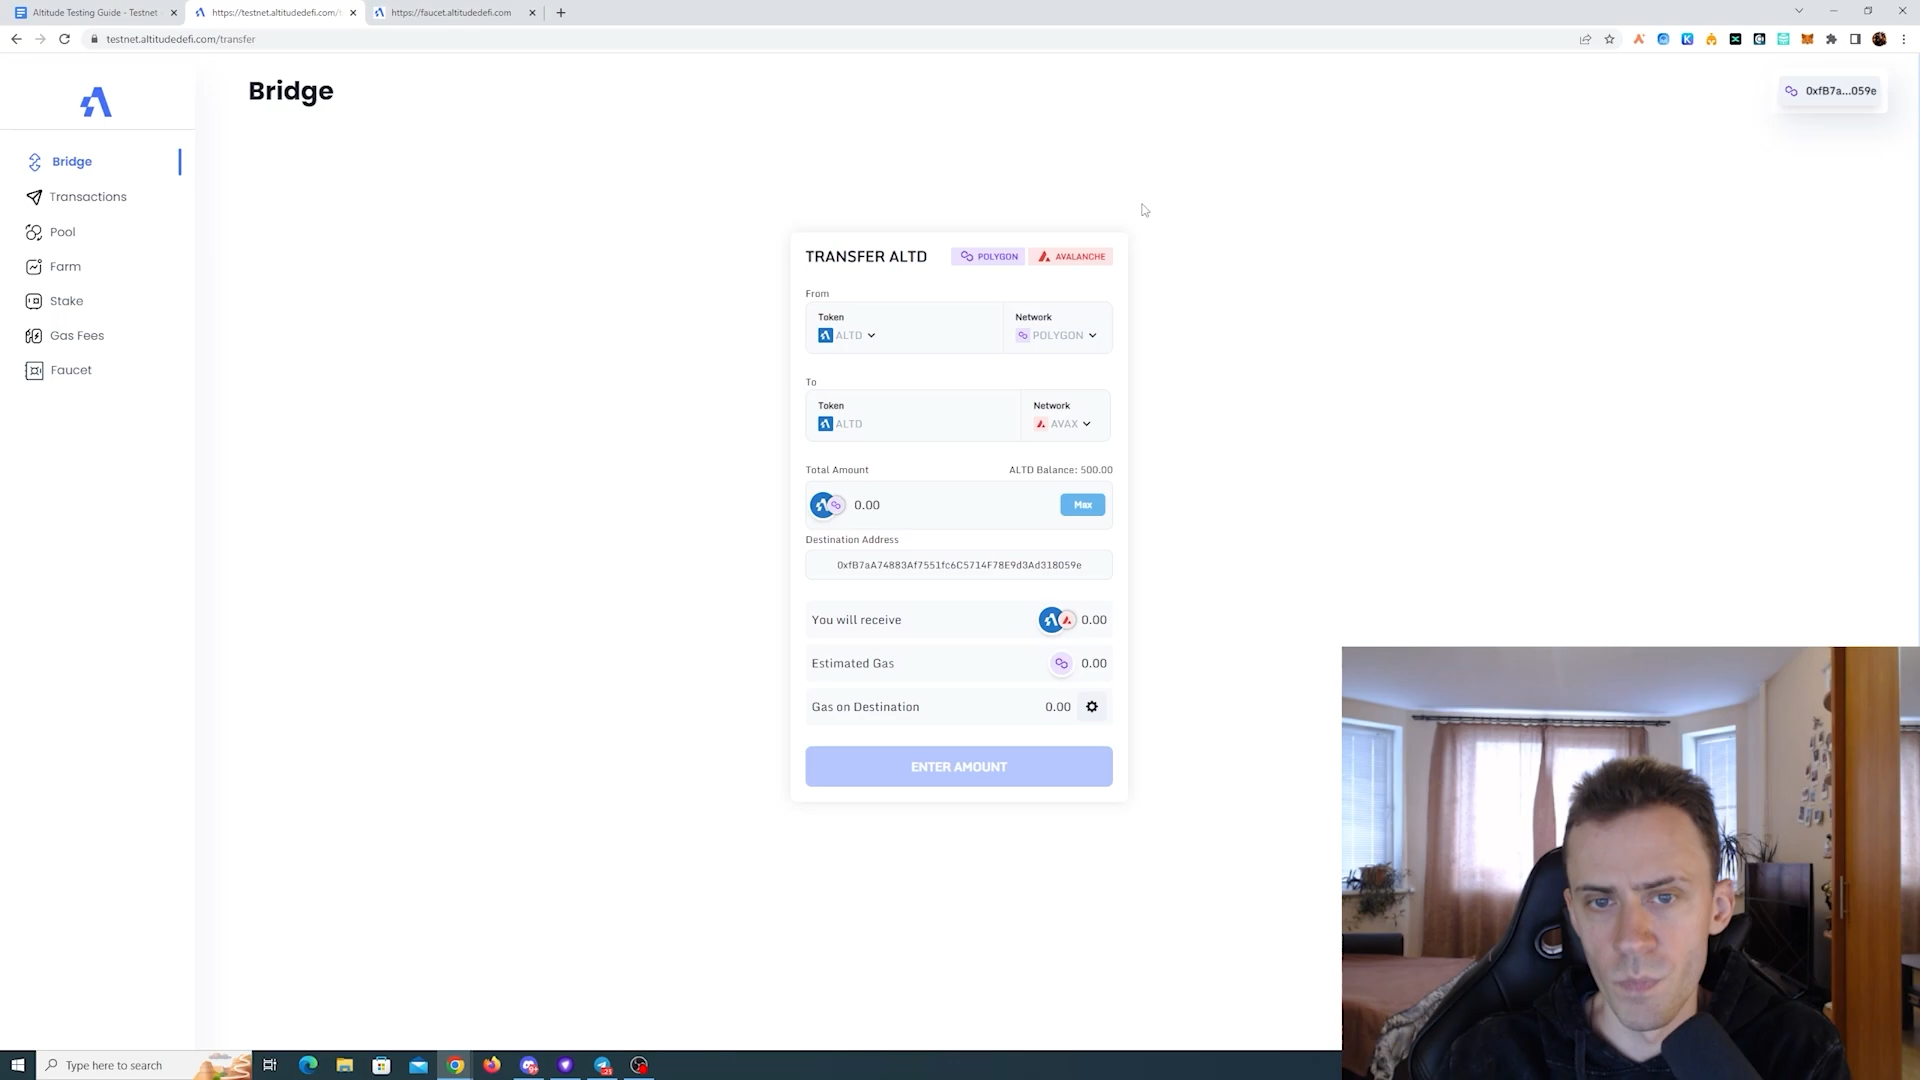 Altitude Testing Guide - Testnet
https://testnet.altitudedefi.com/t
https://faucet.altitudedefi.com
testnet.altitudedefi.com/transfer
Bridge
0xfB7a...059e
Bridge
Transactions
Pool
Farm
Stake
Gas Fees
Faucet
TRANSFER ALTD
POLYGON
AVALANCHE
From
Token
Network
ALTD
POLYGON
To
Token
Network
ALTD
AVAX
Total Amount
ALTD Balance: 500.00
0.00
Max
Destination Address
0xfB7aA74883Af7551fc6C5714F78E9d3Ad318059e
You will receive
0.00
Estimated Gas
0.00
Gas on Destination
0.00
ENTER AMOUNT
Type here to search